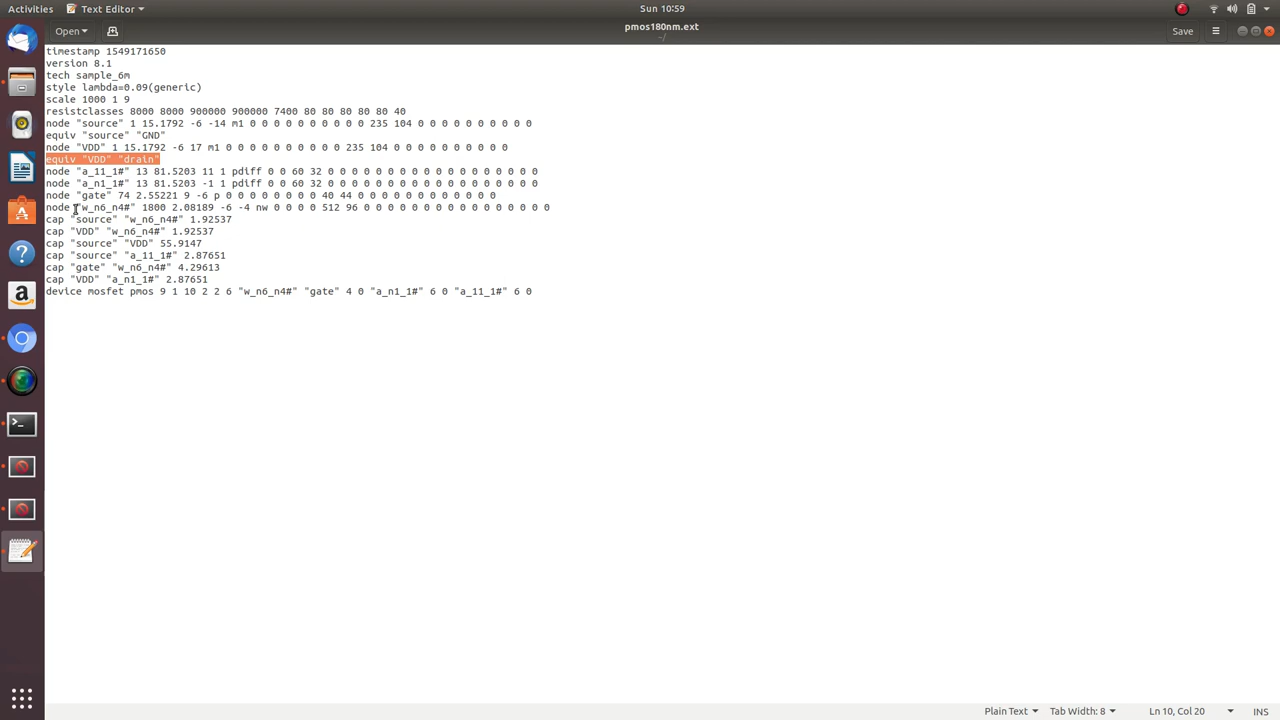 Activities
Text Editor
Sun 10:59
Open
pmos180nm.ext
~/
Save
timestamp 1549171650
version 8.1
tech sample_6m
style lambda=0.09(generic)
scale 1000 1 9
resistclasses 8000 8000 900000 900000 7400 80 80 80 80 80 40
node "source" 1 15.1792 -6 -14 m1 0 0 0 0 0 0 0 0 0 0 235 104 0 0 0 0 0 0 0 0 0 0
equiv "source" "GND"
node "VDD" 1 15.1792 -6 17 m1 0 0 0 0 0 0 0 0 0 0 235 104 0 0 0 0 0 0 0 0 0 0
equiv "VDD" "drain"
node "a_11_1#" 13 81.5203 11 1 pdiff 0 0 60 32 0 0 0 0 0 0 0 0 0 0 0 0 0 0 0 0 0 0
node "a_n1_1#" 13 81.5203 -1 1 pdiff 0 0 60 32 0 0 0 0 0 0 0 0 0 0 0 0 0 0 0 0 0 0
node "gate" 74 2.55221 9 -6 p 0 0 0 0 0 0 0 0 40 44 0 0 0 0 0 0 0 0 0 0 0 0
node "w_n6_n4#" 1800 2.08189 -6 -4 nw 0 0 0 0 512 96 0 0 0 0 0 0 0 0 0 0 0 0 0 0 0 0
cap "source" "w_n6_n4#" 1.92537
cap "VDD" "w_n6_n4#" 1.92537
cap "source" "VDD" 55.9147
cap "source" "a_11_1#" 2.87651
cap "gate" "w_n6_n4#" 4.29613
cap "VDD" "a_n1_1#" 2.87651
device mosfet pmos 9 1 10 2 2 6 "w_n6_n4#" "gate" 4 0 "a_n1_1#" 6 0 "a_11_1#" 6 0
Plain Text
Tab Width: 8
Ln 10, Col 20
INS